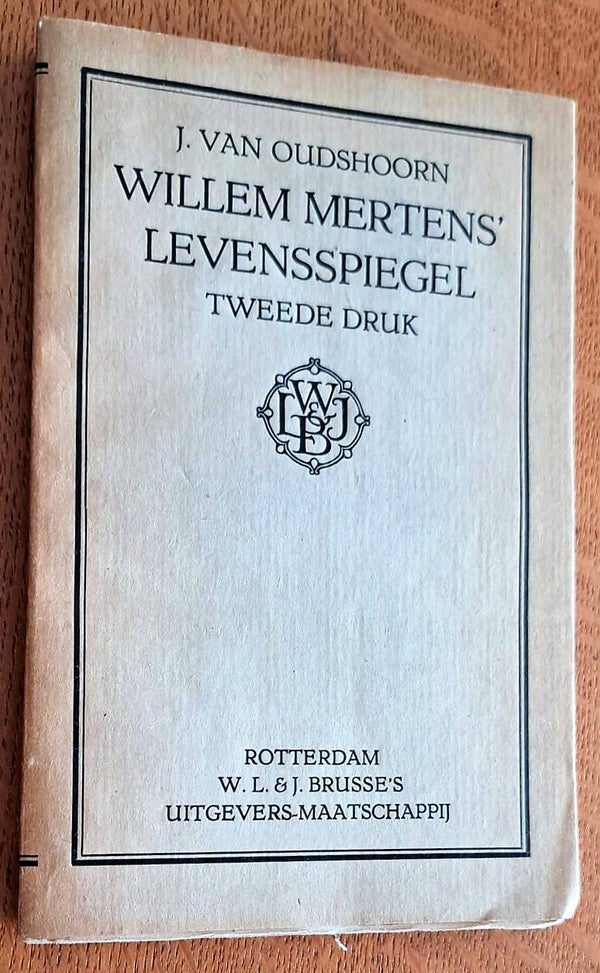 J. VAN OUDSHOORN
WILLEM MERTENS'
LEVENSSPIEGEL
TWEEDE DRUK
W
L & J
B
ROTTERDAM
W. L. & J. BRUSSE'S
UITGEVERS-MAATSCHAPPIJ